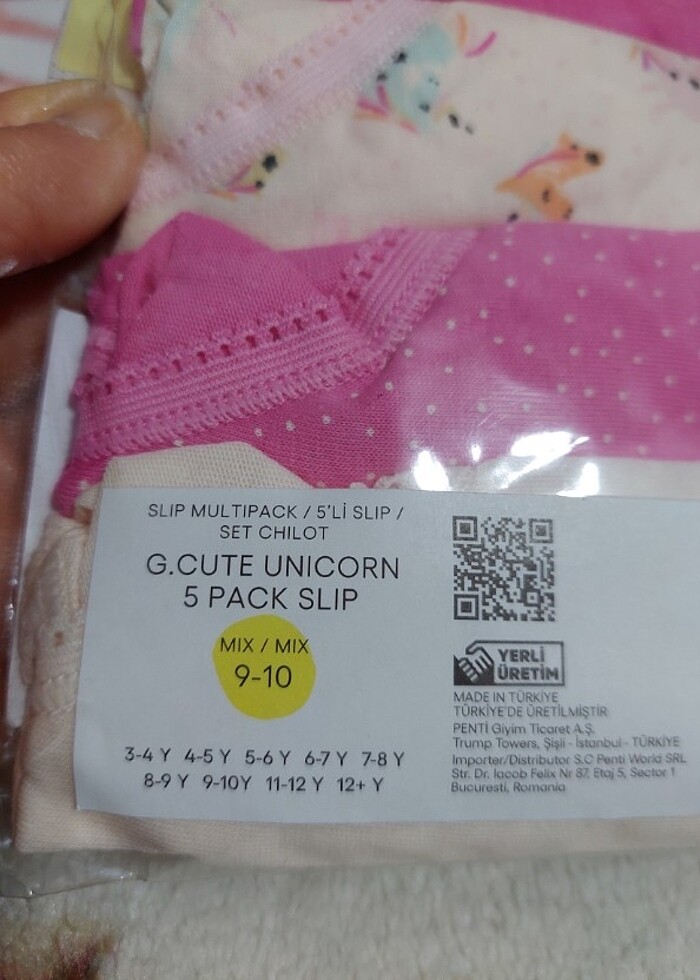 SLIP MULTIPACK / 5'Lİ SLIP /
SET CHILOT
G.CUTE UNICORN
5 PACK SLIP
MIX / MIX
9-10
3-4 Y 4-5 Y 5-6 Y 6-7 Y 7-8 Y
8-9 Y 9-10Y 11-12 Y 12+ Y
YERLİ
ÜRETİM
MADE IN TÜRKİYE
TÜRKİYE'DE ÜRETİLMİŞTİR
PENTİ Giyim Ticaret A.Ş.
Trump Towers, Şişli - İstanbul - TÜRKİYE
Importer/Distributor S.C Penti World SRL
Str. Dr. Iacob Felix Nr 87, Etaj 5, Sector 1
Bucuresti, Romania